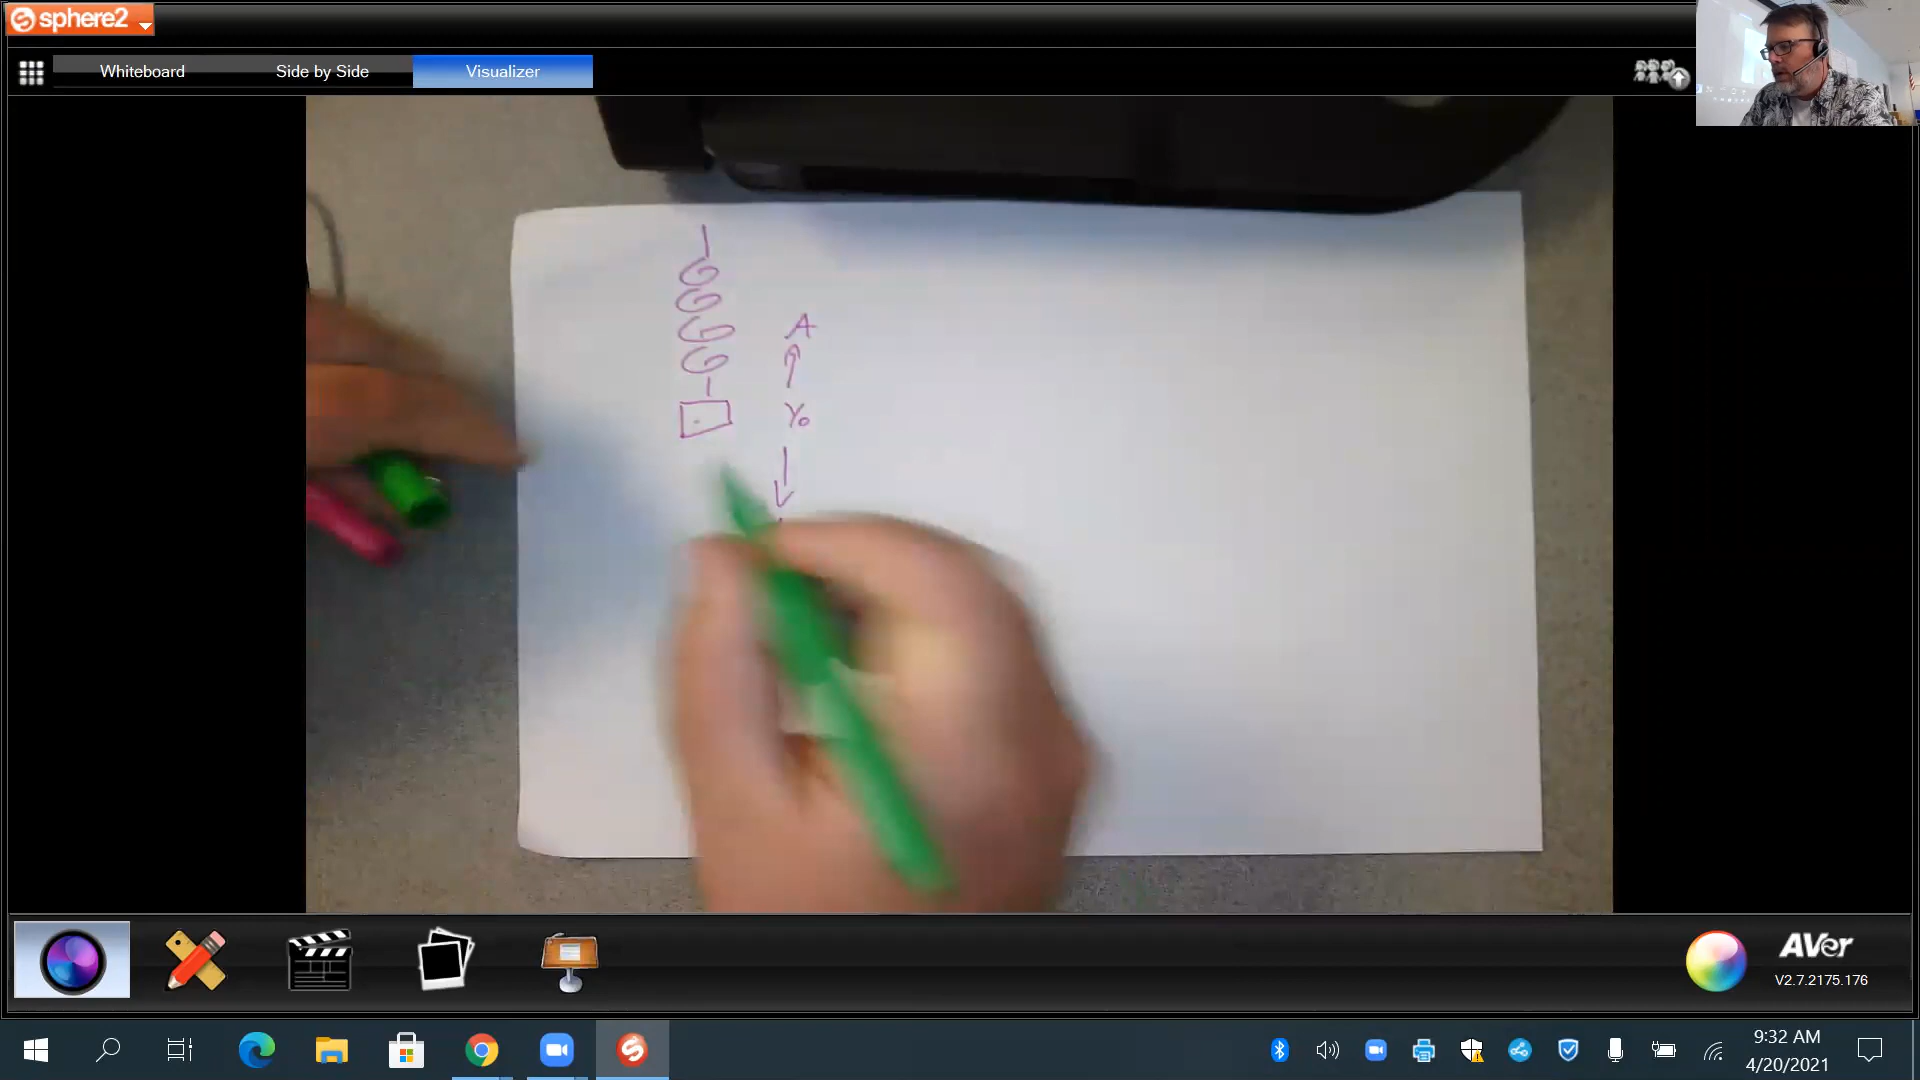 sphere2
Whiteboard
Side by Side
Visualizer
A
Yo
AVer
V2.7.2175.176
9:32 AM
4/20/2021